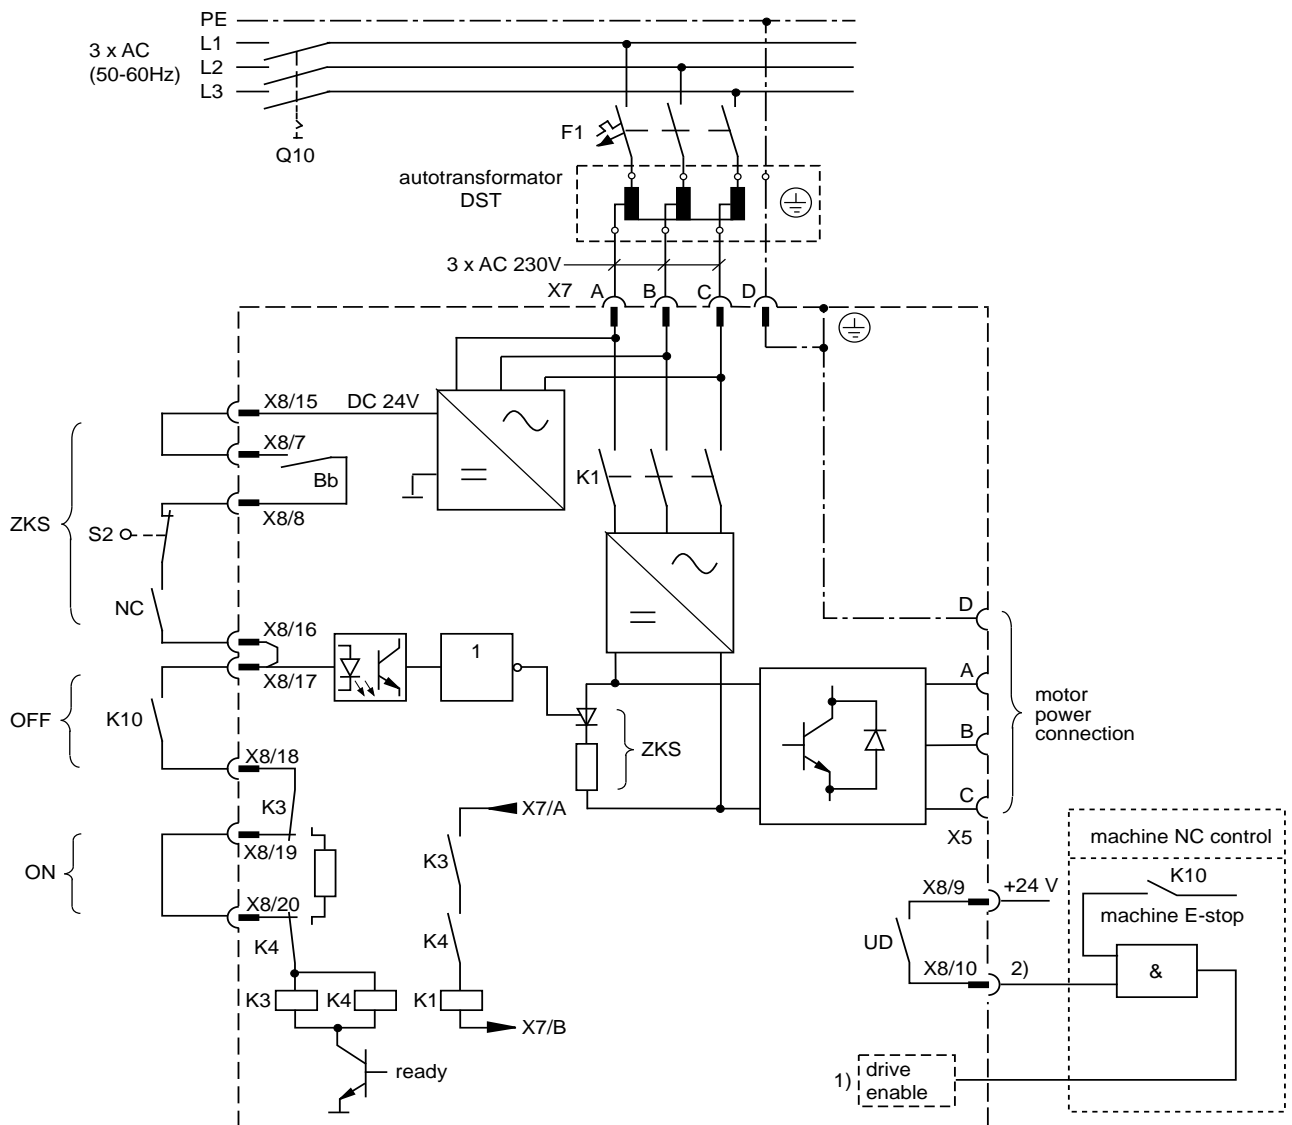 PE
L1
L2
L3
3 x AC
(50-60Hz)
Q10
F1
autotransformator
DST
3 x AC 230V
X7
A
B
C
D
X8/15
DC 24V
X8/7
Bb
X8/8
ZKS
S2
NC
K1
X8/16
X8/17
1
OFF
K10
X8/18
K3
ZKS
D
A
B
C
motor
power
connection
X5
X7/A
ON
X8/19
X8/20
K4
K3
K4
K3
K4
K1
X7/B
ready
machine NC control
K10
machine E-stop
X8/9
+24 V
UD
X8/10
2)
&
1)
drive
enable